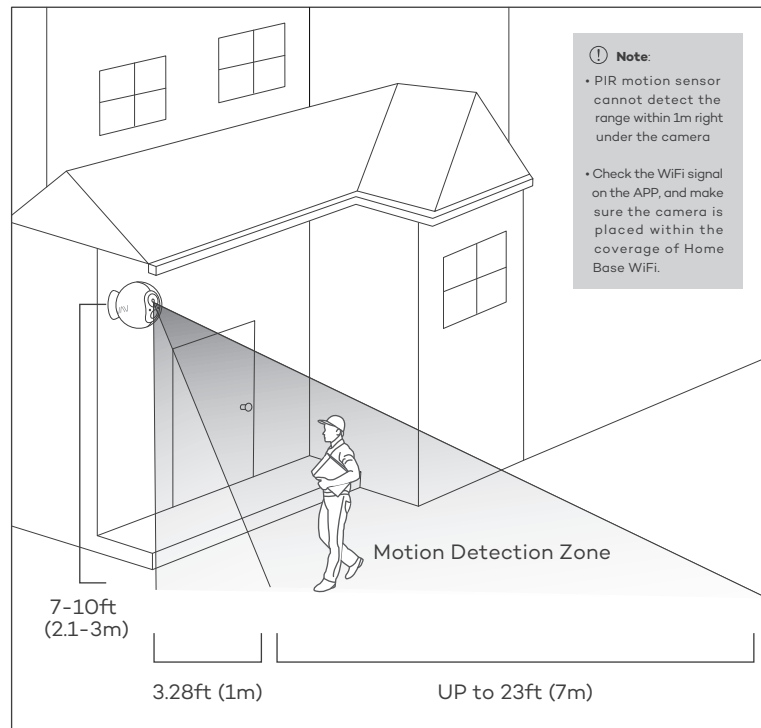 Note:
• PIR motion sensor
cannot detect the
range within 1m right
under the camera
• Check the WiFi signal
on the APP, and make
sure the camera is
placed within the
coverage of Home
Base WiFi.
Motion Detection Zone
7-10ft
(2.1-3m)
3.28ft (1m)
UP to 23ft (7m)